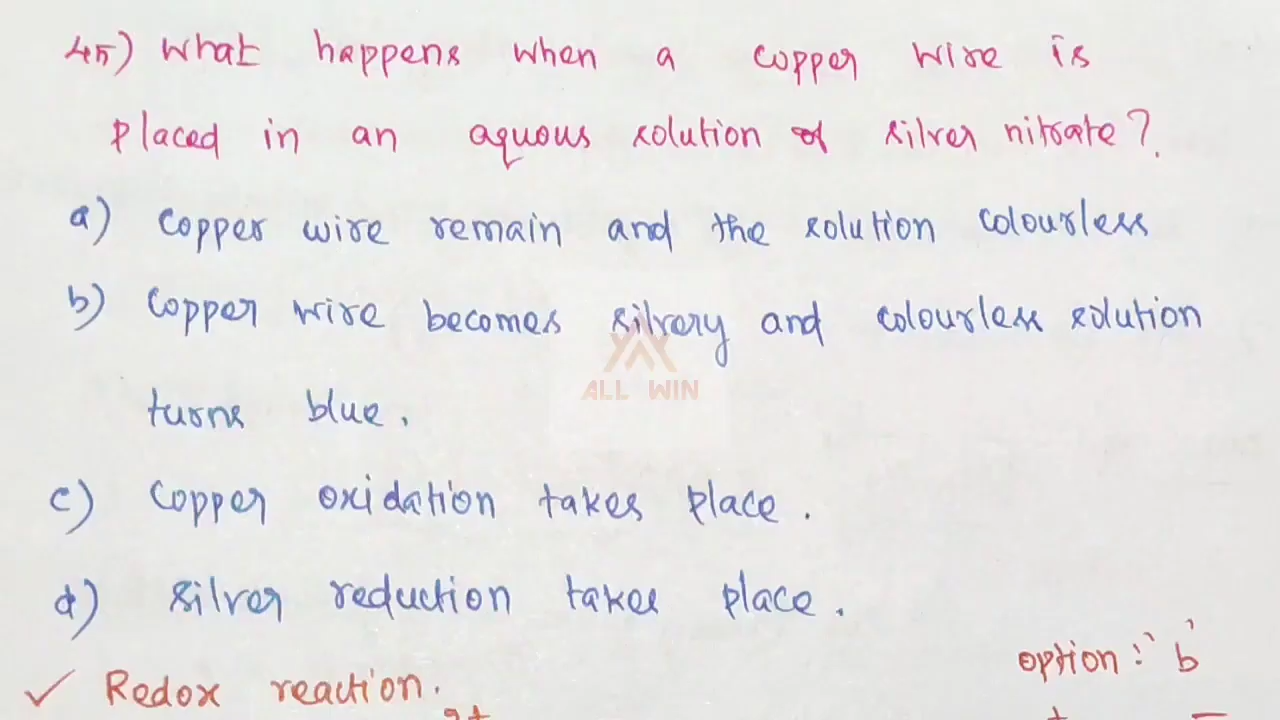 45) What happens when a copper wire is
placed in an aquous solution of silver nitrate?
a) copper wire remain and the solution colourless
b) copper wire becomes silvery and colourless solution
ALL WIN
turns blue.
c) copper oxidation takes place.
d) silver reduction takes place.
option: 'b'
✓ Redox reaction.